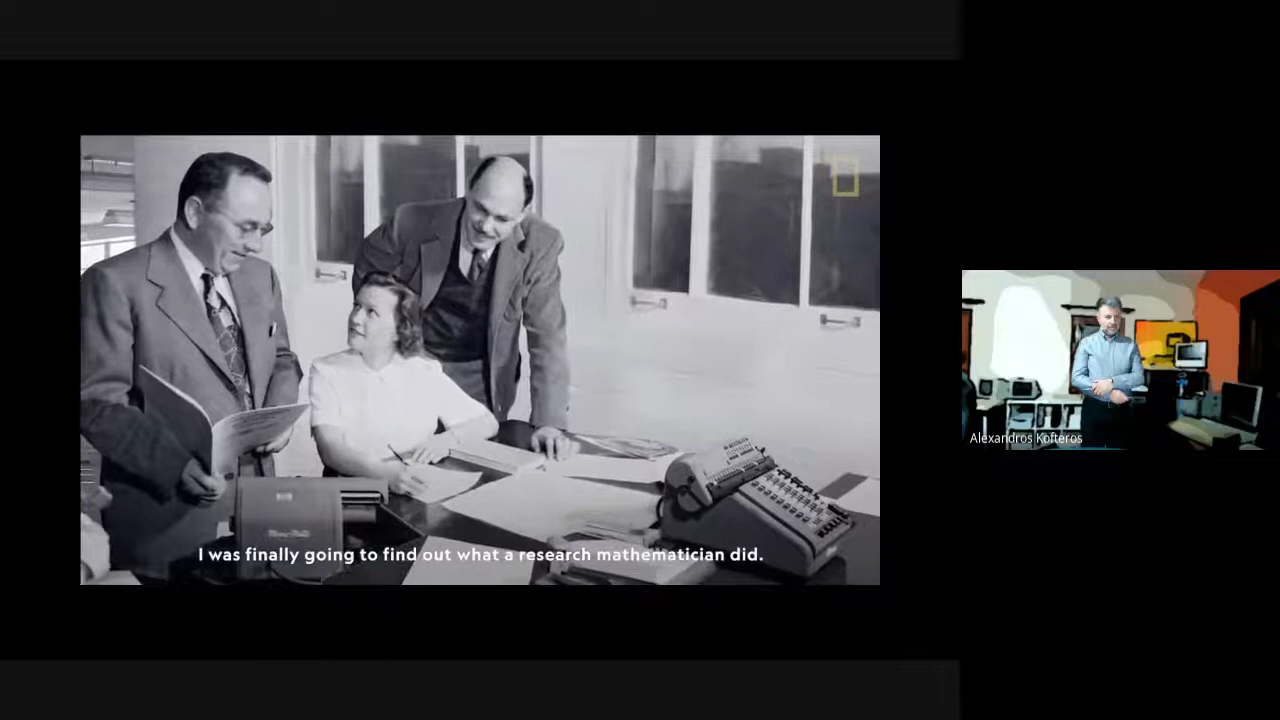 I was finally going to find out what a research mathematician did.
Alexandros Kofteros